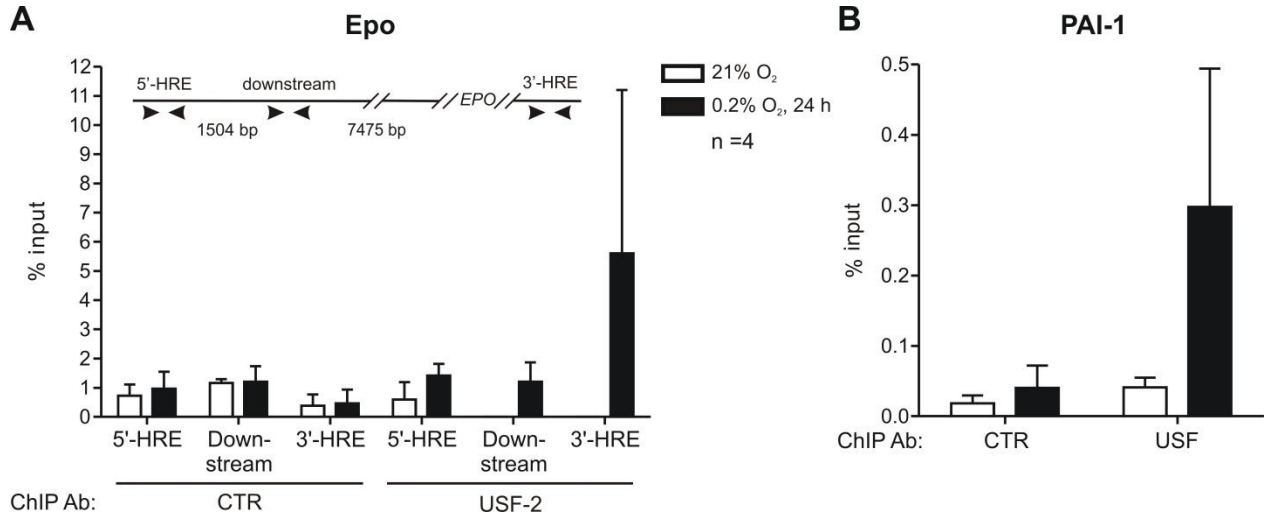 A
Epo
12
11
10
9
8
7
6
5
4
3
2
1
0
% input
5'-HRE
downstream
3'-HRE
EPO
1504 bp
7475 bp
21% O₂
0.2% O₂, 24 h
n =4
5'-HRE
Down-
stream
3'-HRE
5'-HRE
Down-
stream
3'-HRE
ChIP Ab:
CTR
USF-2
B
PAI-1
0.5
0.4
0.3
0.2
0.1
0.0
% input
ChIP Ab:
CTR
USF